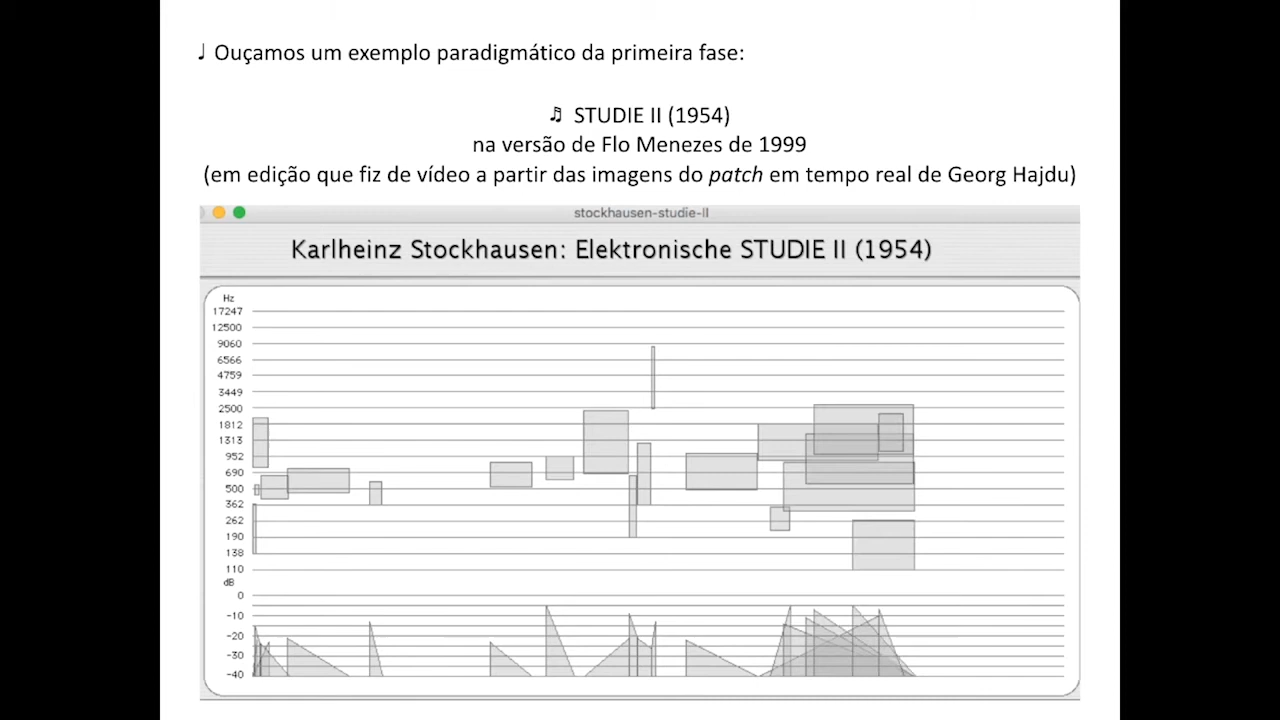 ♩ Ouçamos um exemplo paradigmático da primeira fase:
♬ STUDIE II (1954)
na versão de Flo Menezes de 1999
(em edição que fiz de vídeo a partir das imagens do patch em tempo real de Georg Hajdu)
stockhausen-studie-II
Karlheinz Stockhausen: Elektronische STUDIE II (1954)
Hz
17247
12500
9060
6566
4759
3449
2500
1812
1313
952
690
500
362
262
190
138
110
dB
0
-10
-20
-30
-40